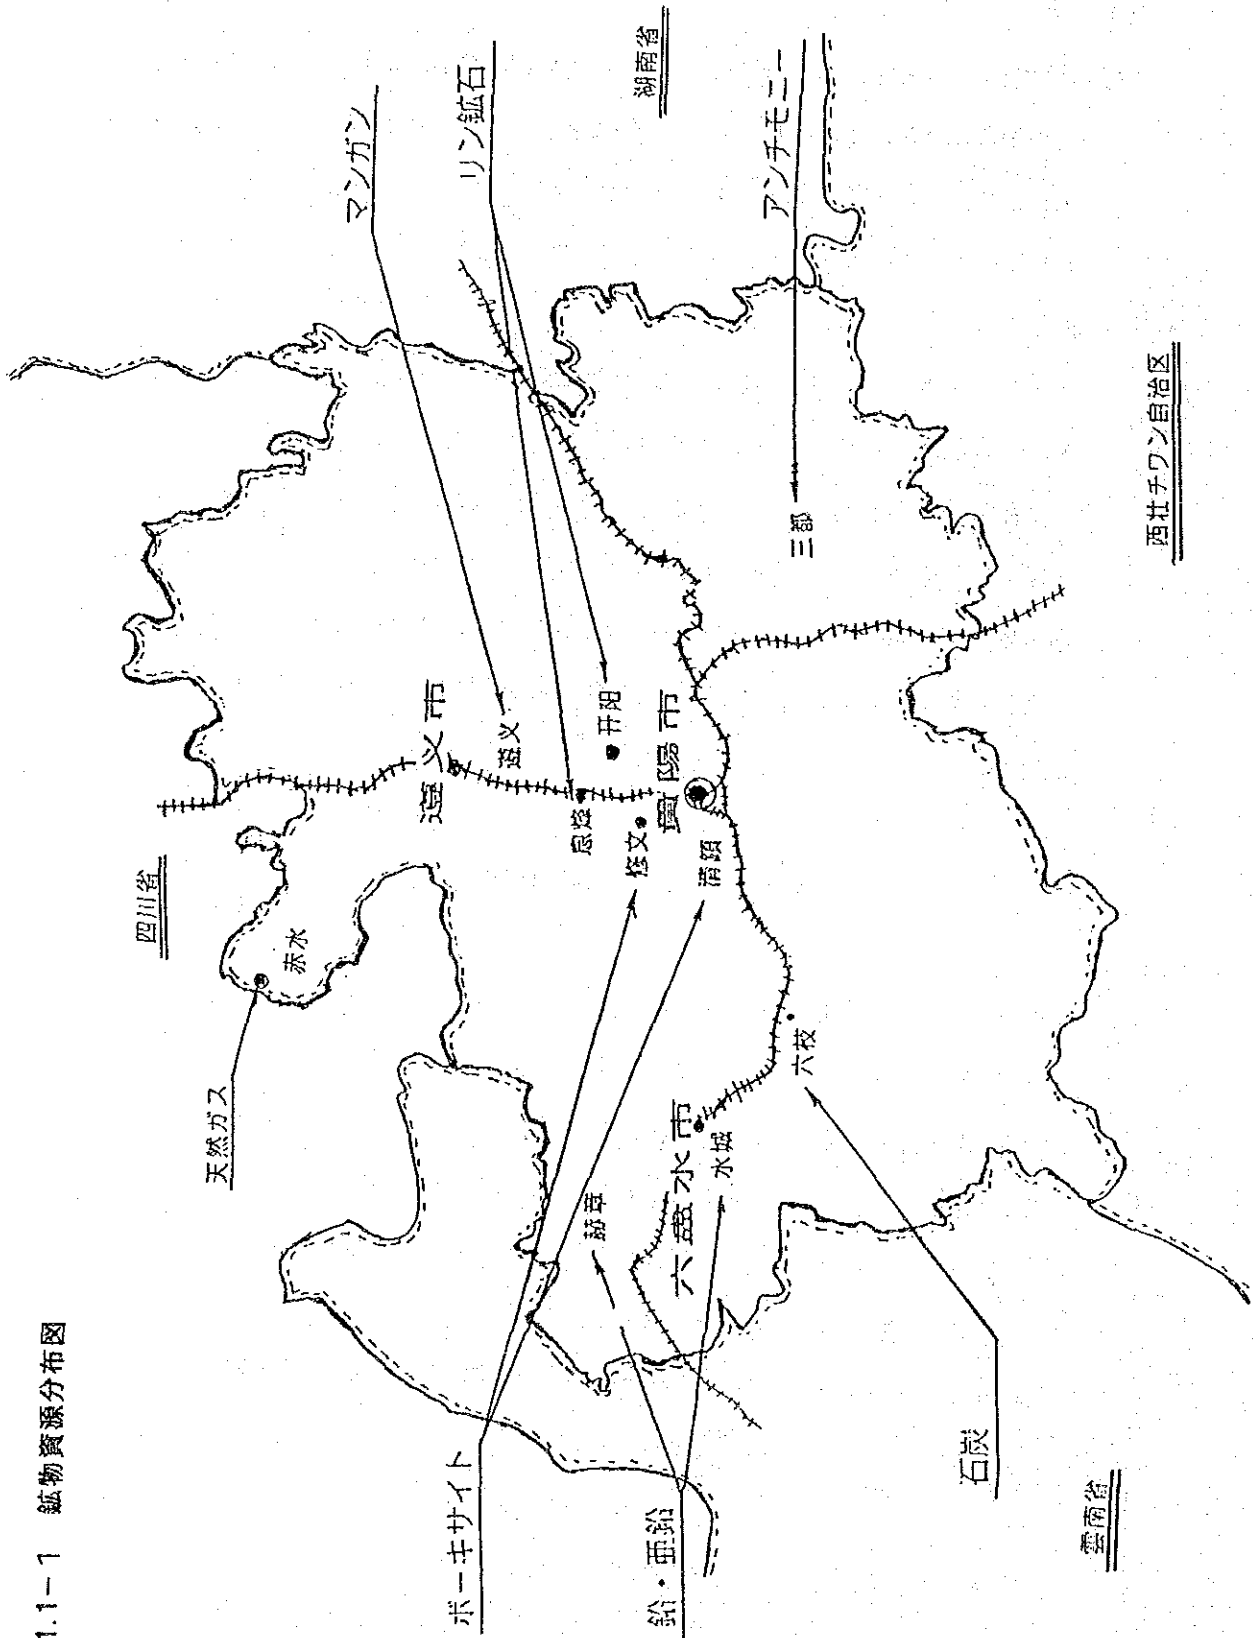 1.1-1 鉱物資源分布図
四川省
天然ガス
赤水
マンガン
リン鉱石
湖南省
遵义市
遵义
息烽
开阳
修文
貴陽市
清鎮
ボーキサイト
赫章
六盤水市
水城
六枝
鉛・亜鉛
石炭
アンチモニー
三都
雲南省
西壮チワン自治区